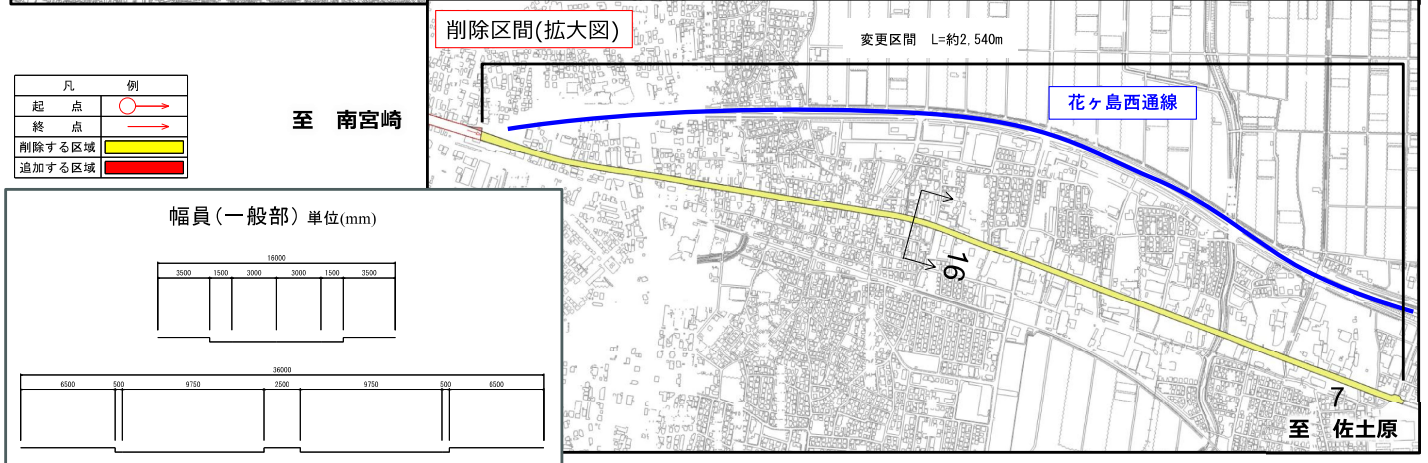 削除区間(拡大図)
変更区間 L=約2,540m
凡 例
起 点
終 点
削除する区域
追加する区域
至 南宮崎
花ヶ島西通線
幅員(一般部) 単位(mm)
16000
3500 1500 3000 3000 1500 3500
36000
6500 500 9750 2500 9750 500 6500
16
7
至 佐土原